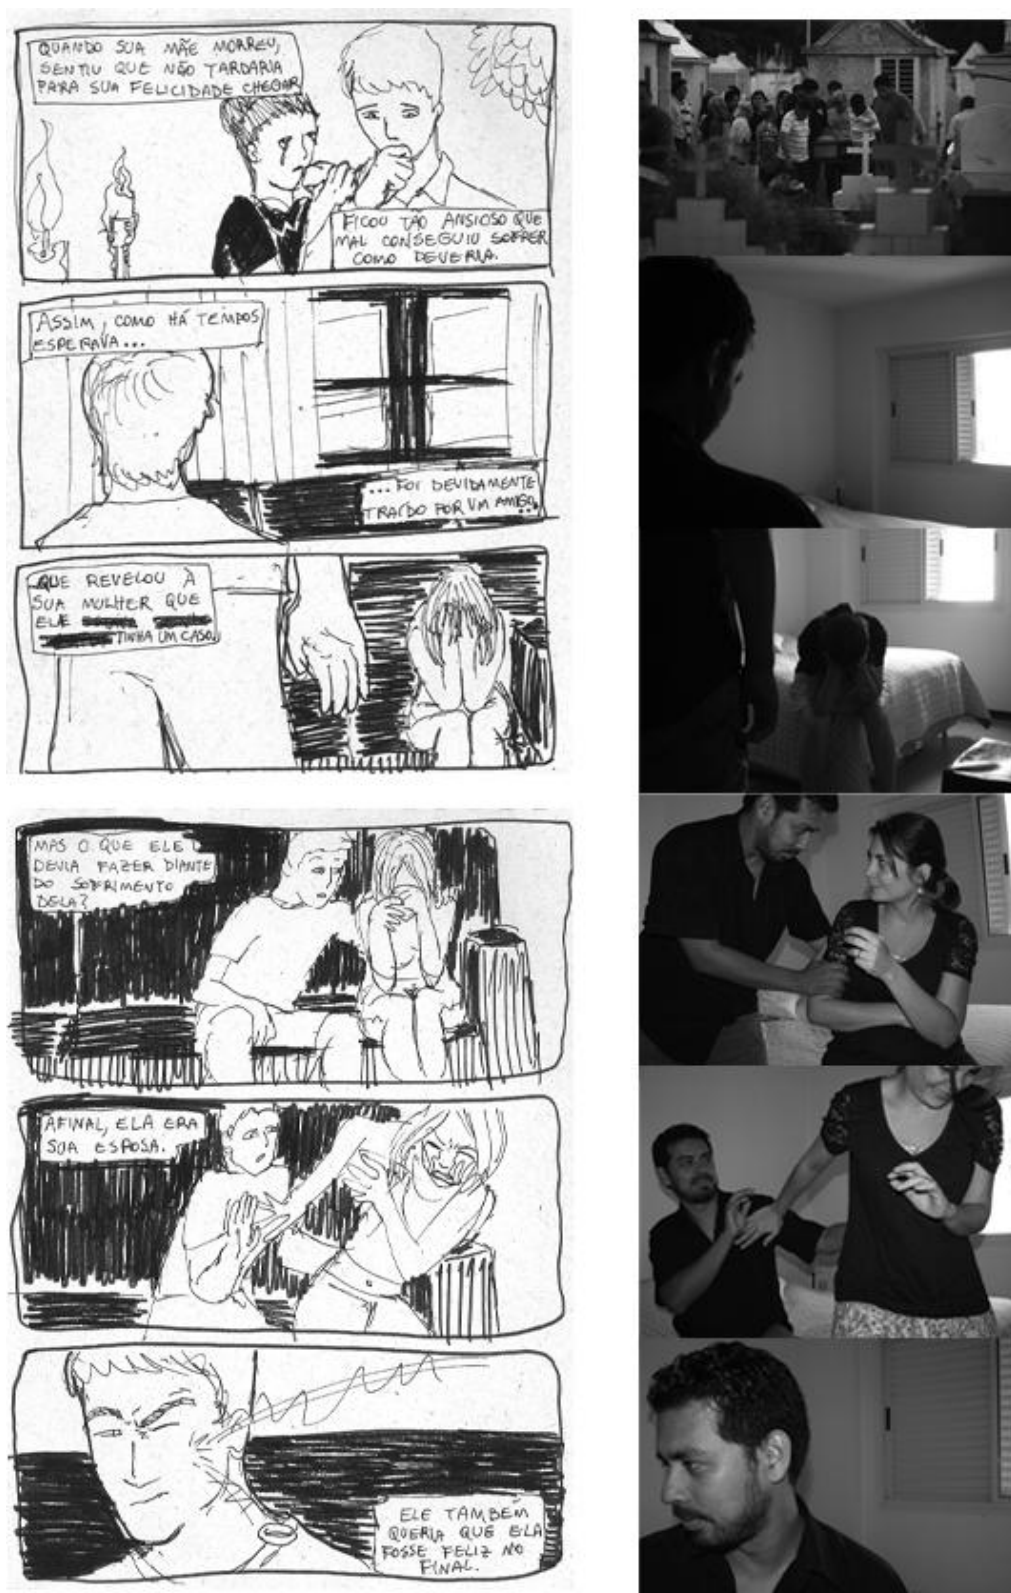 QUANDO SUA MÃE MORREU,
SENTIU QUE NÃO TARDARIA
PARA SUA FELICIDADE CHEGAR
FICOU TÃO ANSIOSO QUE
MAL CONSEGUIU SOFRER
COMO DEVERIA.
ASSIM, COMO HÁ TEMPOS
ESPERAVA...
...FOI DEVIDAMENTE
TRAÍDO POR UM AMIGO.
QUE REVELOU À
SUA MULHER QUE
ELE
TINHA UM CASO.
MAS O QUE ELE
DEVIA FAZER DIANTE
DO SOFRIMENTO
DELA?
AFINAL, ELA ERA
SUA ESPOSA.
ELE TAMBÉM
QUERIA QUE ELA
FOSSE FELIZ NO
FINAL.